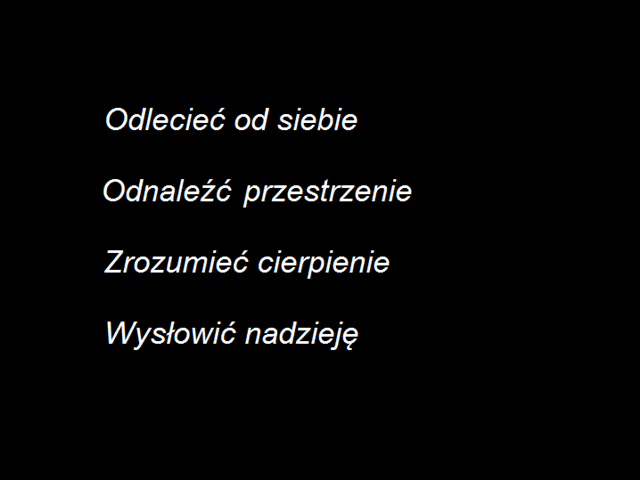 Odlecieć od siebie
Odnaleźć przestrzenie
Zrozumieć cierpienie
Wysłowić nadzieję